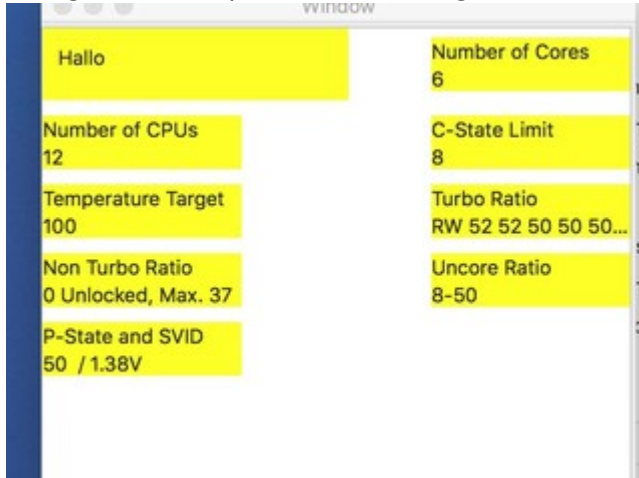 Window
Hallo
Number of Cores
6
Number of CPUs
12
C-State Limit
8
Temperature Target
100
Turbo Ratio
RW 52 52 50 50 50...
Non Turbo Ratio
0 Unlocked, Max. 37
Uncore Ratio
8-50
P-State and SVID
50 / 1.38V